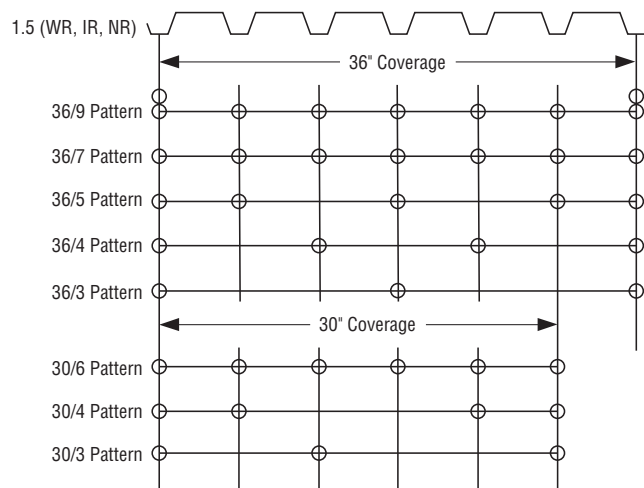 1.5 (WR, IR, NR)
36" Coverage
36/9 Pattern
36/7 Pattern
36/5 Pattern
36/4 Pattern
36/3 Pattern
30" Coverage
30/6 Pattern
30/4 Pattern
30/3 Pattern